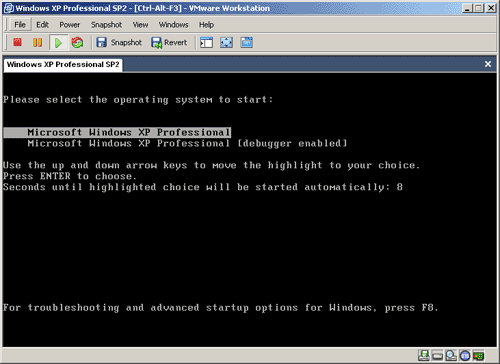 Windows XP Professional SP2 - [Ctrl-Alt-F3] - VMware Workstation
File Edit Power Snapshot View Windows Help
Snapshot Revert
Windows XP Professional SP2
Please select the operating system to start:
Microsoft Windows XP Professional
Microsoft Windows XP Professional [debugger enabled]
Use the up and down arrow keys to move the highlight to your choice.
Press ENTER to choose.
Seconds until highlighted choice will be started automatically: 8
For troubleshooting and advanced startup options for Windows, press F8.